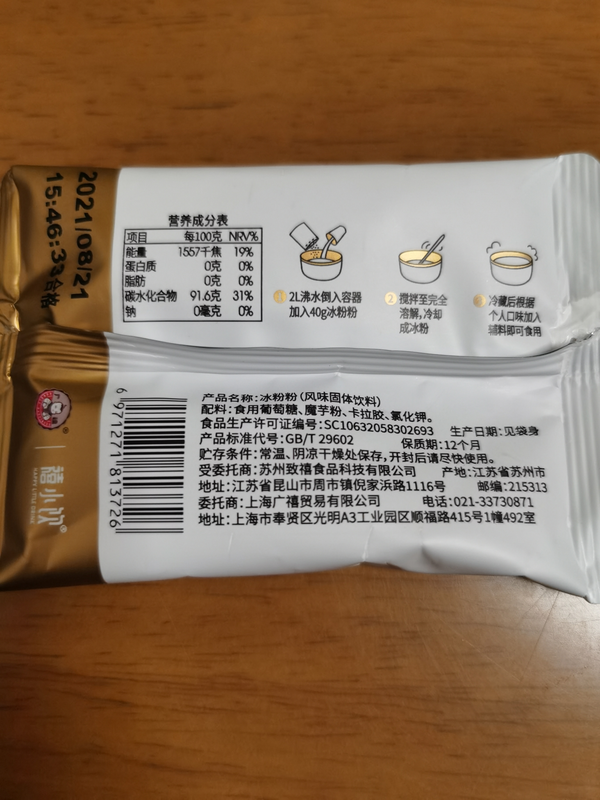 2021/08/21
15:46:33合格
营养成分表
项目 每100克 NRV%
能量 1557千焦 19%
蛋白质 0克 0%
脂肪 0克 0%
碳水化合物 91.6克 31%
钠 0毫克 0%
1 2L沸水倒入容器
加入40g冰粉粉
2 搅拌至完全
溶解,冷却
成冰粉
3 冷藏后根据
个人口味加入
辅料即可食用
禧小汉®
HAPPY LITTLE
6 971271 813726
产品名称:冰粉粉(风味固体饮料)
配料:食用葡萄糖、魔芋粉、卡拉胶、氯化钾。
食品生产许可证编号:SC10632058302693 生产日期:见袋身
产品标准代号:GB/T 29602 保质期:12个月
贮存条件:常温、阴凉干燥处保存,开封后请尽快使用。
受委托商:苏州致禧食品科技有限公司 产地:江苏省苏州市
地址:江苏省昆山市周市镇倪家浜路1116号 邮编:215313
委托商:上海广禧贸易有限公司 电话:021-33730871
地址:上海市奉贤区光明A3工业园区顺福路415号1幢492室